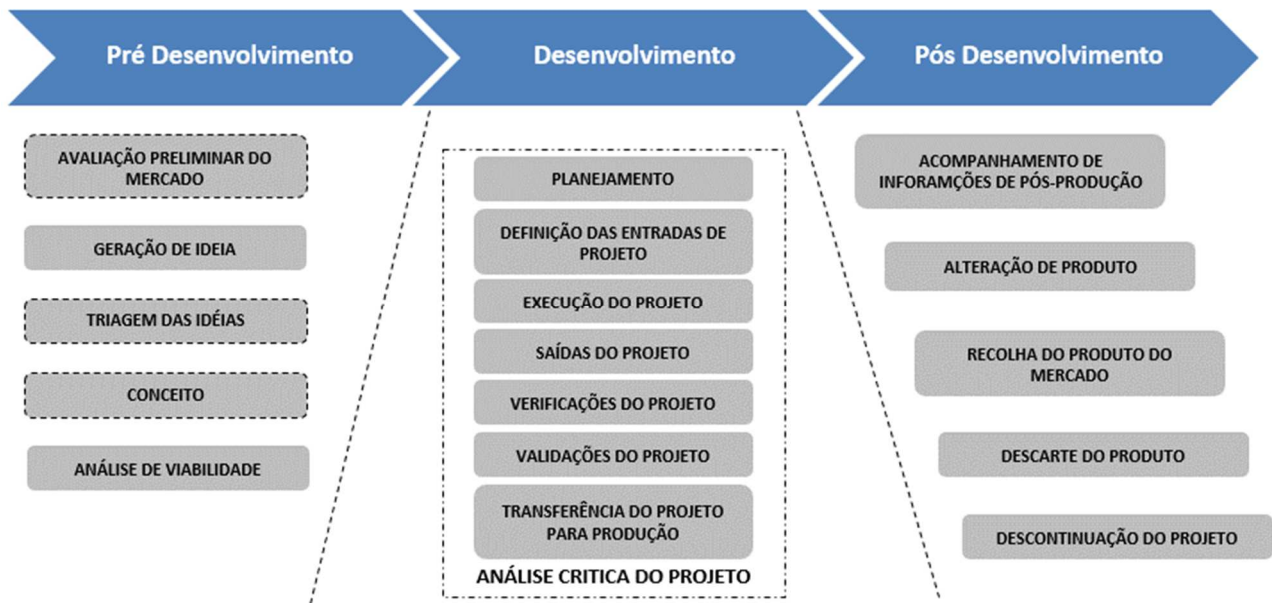 Pré Desenvolvimento
Desenvolvimento
Pós Desenvolvimento
AVALIAÇÃO PRELIMINAR DO
MERCADO
GERAÇÃO DE IDEIA
TRIAGEM DAS IDÉIAS
CONCEITO
ANÁLISE DE VIABILIDADE
PLANEJAMENTO
DEFINIÇÃO DAS ENTRADAS DE
PROJETO
EXECUÇÃO DO PROJETO
SAÍDAS DO PROJETO
VERIFICAÇÕES DO PROJETO
VALIDAÇÕES DO PROJETO
TRANSFERÊNCIA DO PROJETO
PARA PRODUÇÃO
ANÁLISE CRITICA DO PROJETO
ACOMPANHAMENTO DE
INFORAMÇÕES DE PÓS-PRODUÇÃO
ALTERAÇÃO DE PRODUTO
RECOLHA DO PRODUTO DO
MERCADO
DESCARTE DO PRODUTO
DESCONTINUAÇÃO DO PROJETO